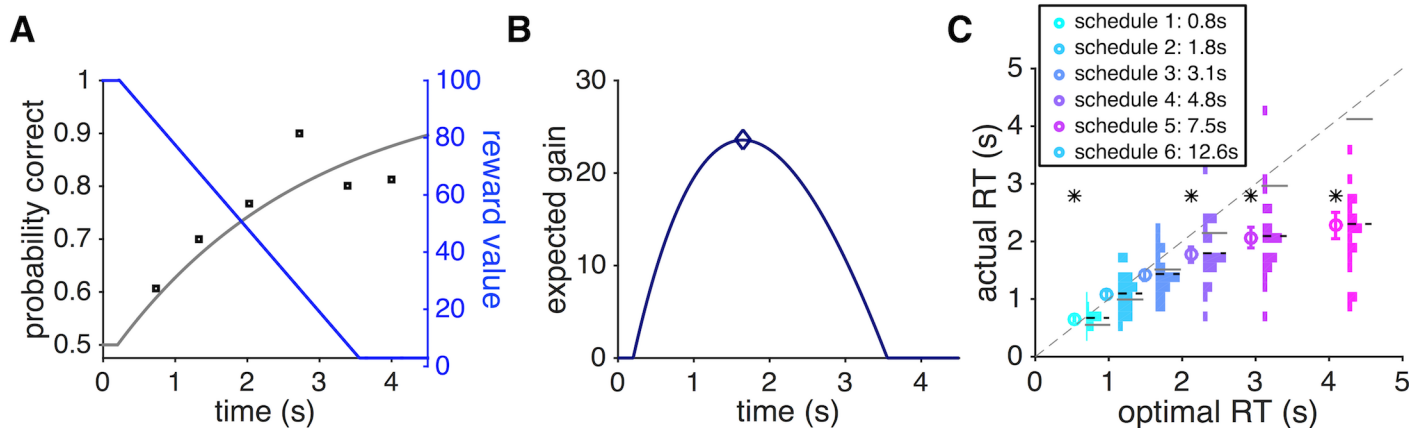 A
probability correct
1
0.9
0.8
0.7
0.6
0.5
0
1
2
3
4
time (s)
100
80
60
40
20
0
reward value
B
expected gain
30
20
10
0
0
1
2
3
4
time (s)
C
schedule 1: 0.8s
schedule 2: 1.8s
schedule 3: 3.1s
schedule 4: 4.8s
schedule 5: 7.5s
schedule 6: 12.6s
actual RT (s)
5
4
3
2
1
0
* * * *
0
1
2
3
4
5
optimal RT (s)